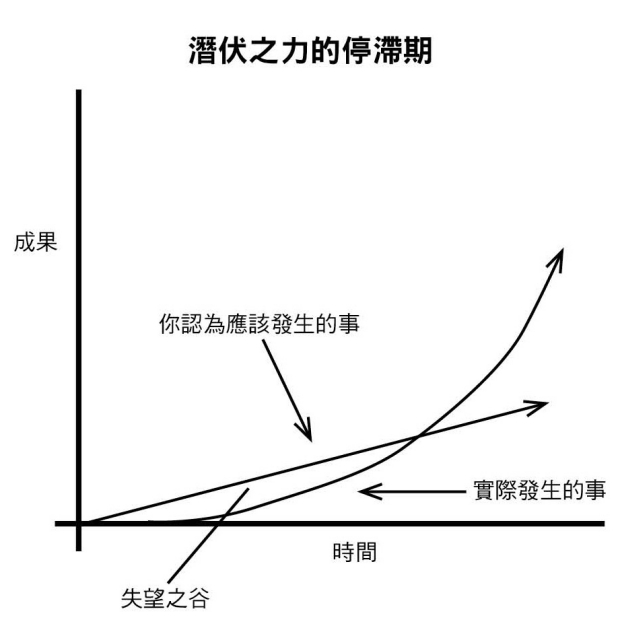 潛伏之力的停滯期
成果
你認為應該發生的事
實際發生的事
時間
失望之谷